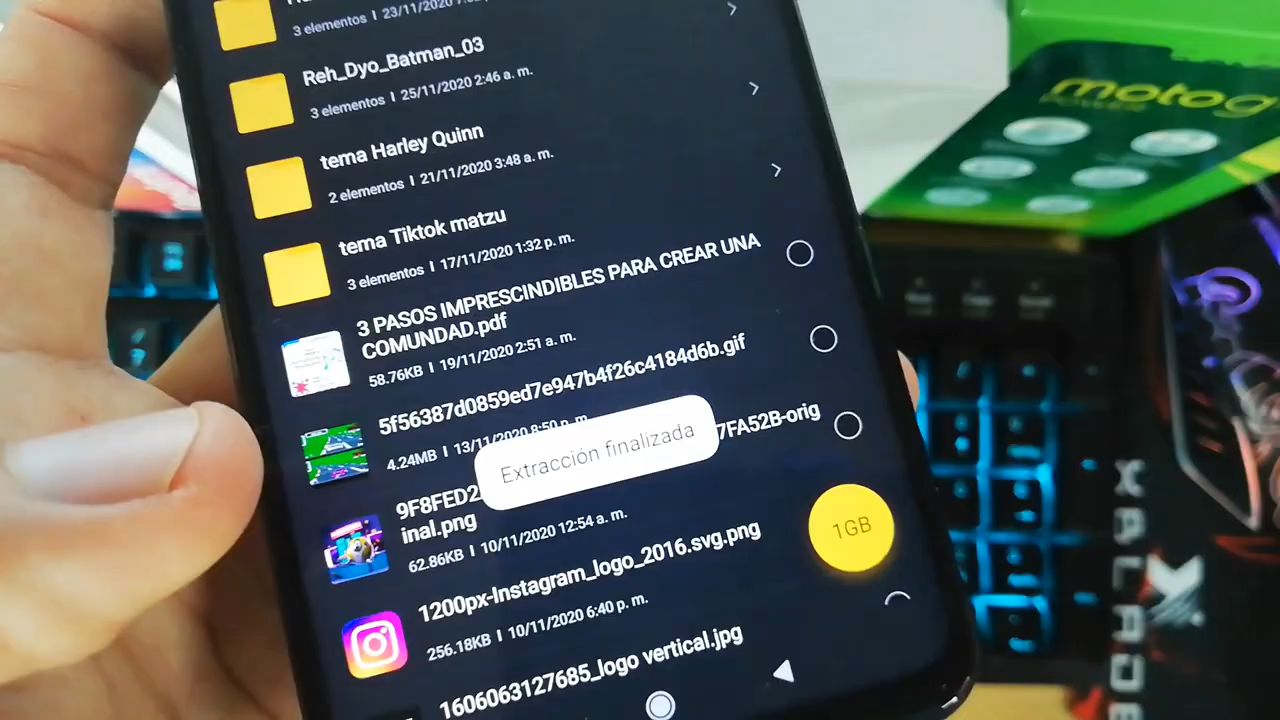 3 elementos | 23/11/2020
Reh_Dyo_Batman_03
3 elementos | 25/11/2020 2:46 a. m.
tema Harley Quinn
2 elementos | 21/11/2020 3:48 a. m.
tema Tiktok matzu
3 elementos | 17/11/2020 1:32 p. m.
3 PASOS IMPRESCINDIBLES PARA CREAR UNA
COMUNDAD.pdf
58.76KB | 19/11/2020 2:51 a. m.
5f56387d0859ed7e947b4f26c4184d6b.gif
4.24MB | 13/11/2020 8:50 p. m.
Extracción finalizada
9F8FED2
7FA52B-orig
inal.png
62.86KB | 10/11/2020 12:54 a. m.
1GB
1200px-Instagram_logo_2016.svg.png
256.18KB | 10/11/2020 6:40 p. m.
1606063127685_logo vertical.jpg
moto g
XBLADE